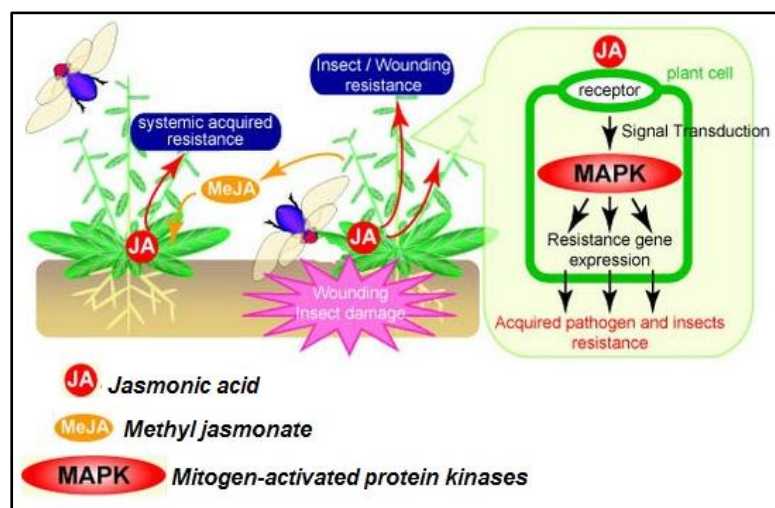 Insect / Wounding
resistance
systemic acquired
resistance
MeJA
JA
JA
Wounding
Insect damage
JA
plant cell
receptor
Signal Transduction
MAPK
Resistance gene
expression
Acquired pathogen and insects
resistance
JA Jasmonic acid
MeJA Methyl jasmonate
MAPK Mitogen-activated protein kinases